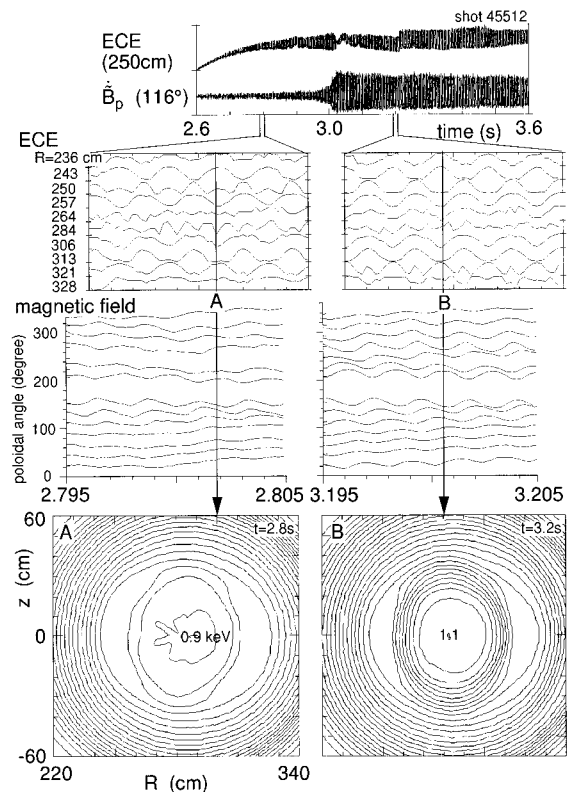 shot 45512
ECE
(250cm)
B̃̇p (116°)
2.6 3.0 time (s) 3.6
ECE
R=236 cm
243
250
257
264
284
306
313
321
328
A B
magnetic field
poloidal angle (degree)
300
200
100
0
2.795 2.805 3.195 3.205
A t=2.8s
B t=3.2s
z (cm)
60
0
-60
0.9 keV
1.1
220 340
R (cm)